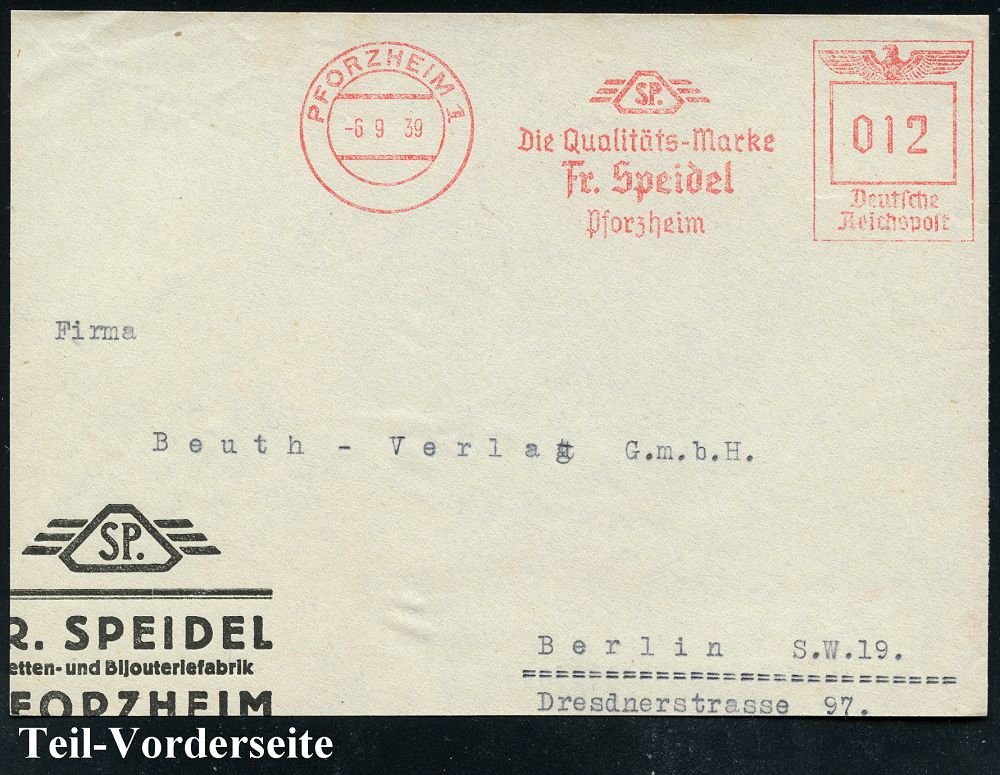 PFORZHEIM 1
-6 9 39
SP.
Die Qualitäts-Marke
Fr. Speidel
Pforzheim
012
Deutsche
Reichspost
Firma
Beuth - Verlag G.m.b.H.
SP.
R. SPEIDEL
etten- und Bijouteriefabrik
FORZHEIM
Berlin S.W.19.
===========================
Dresdnerstrasse 97.
Teil-Vorderseite